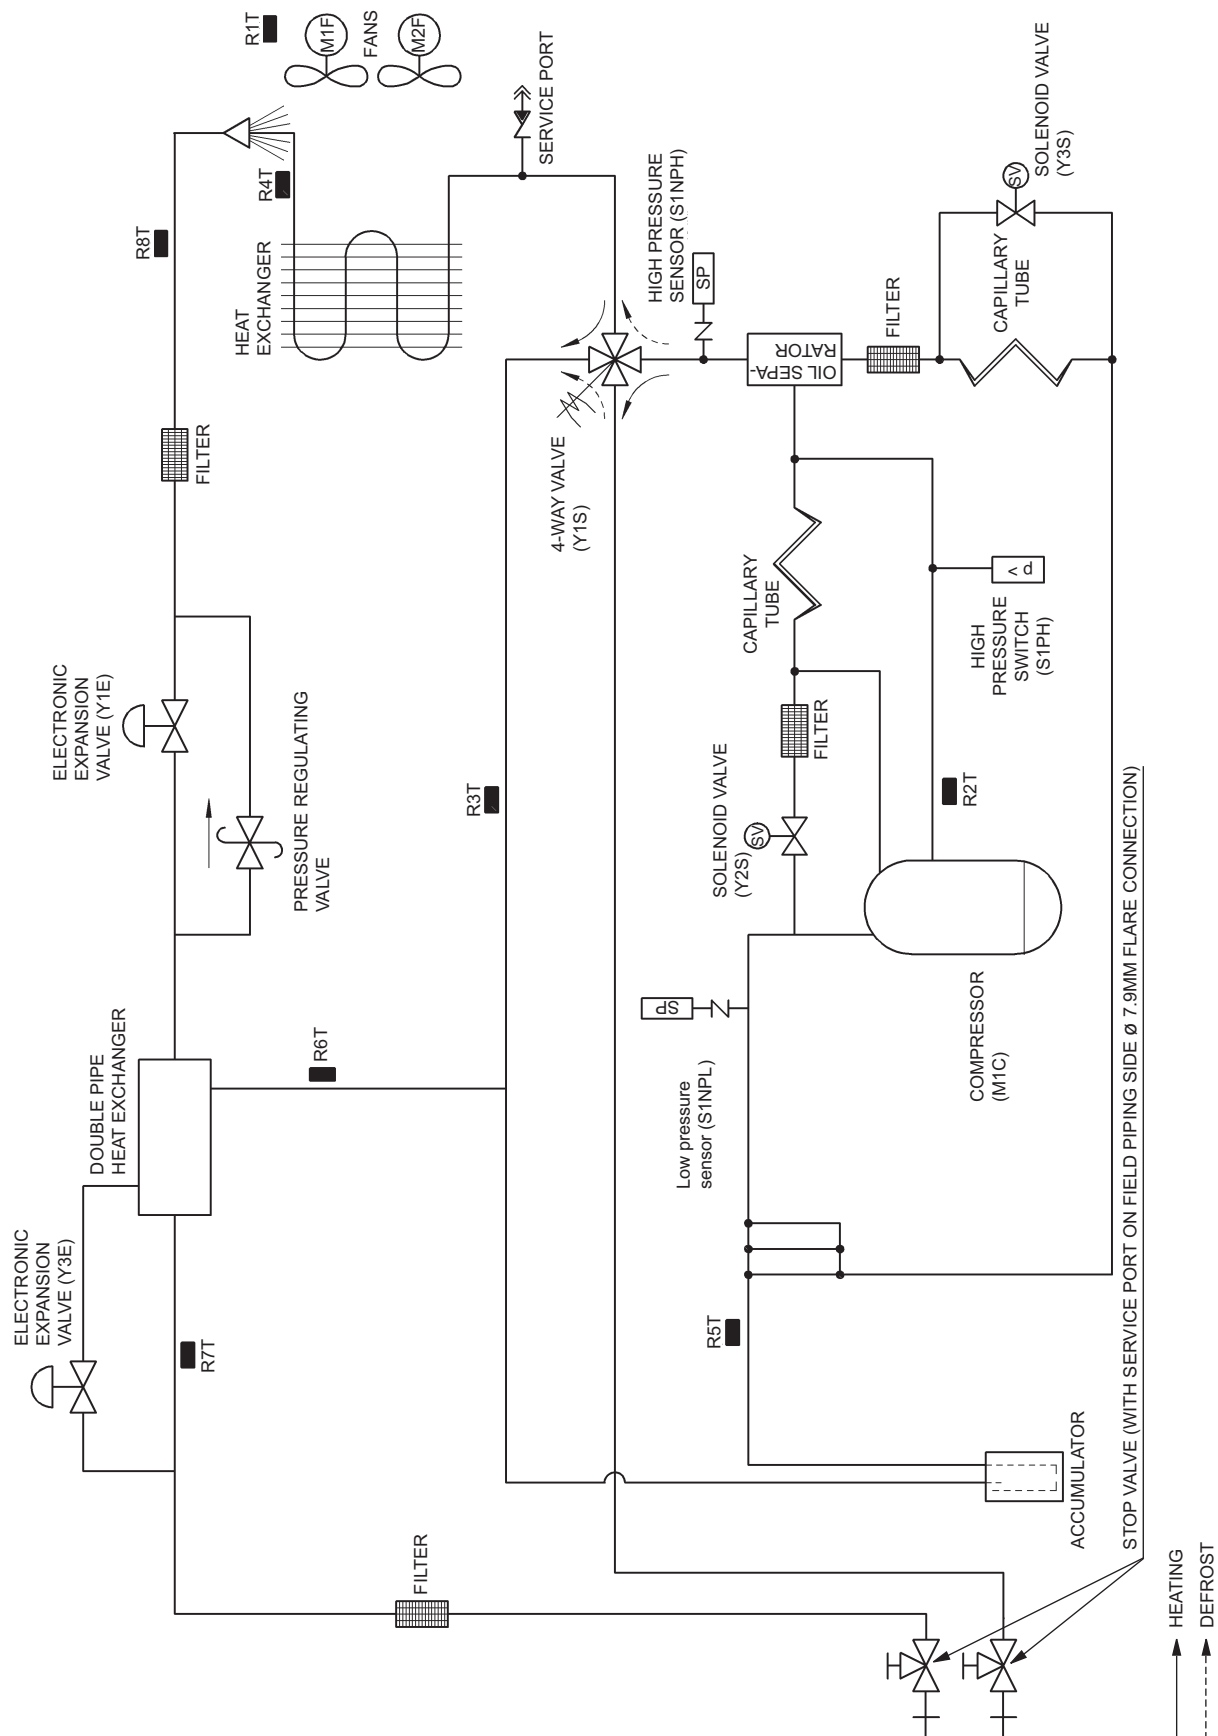 R1T
M1F
FANS
M2F
SERVICE PORT
SOLENOID VALVE
(Y3S)
SV
R4T
R8T
HEAT
EXCHANGER
HIGH PRESSURE
SENSOR (S1NPH)
SP
CAPILLARY
TUBE
FILTER
OIL SEPA-
RATOR
FILTER
4-WAY VALVE
(Y1S)
CAPILLARY
TUBE
p >
HIGH
PRESSURE
SWITCH
(S1PH)
ELECTRONIC
EXPANSION
VALVE (Y1E)
PRESSURE REGULATING
VALVE
R3T
FILTER
SOLENOID VALVE
(Y2S)
SV
R2T
DOUBLE PIPE
HEAT EXCHANGER
R6T
SP
Low pressure
sensor (S1NPL)
COMPRESSOR
(M1C)
ELECTRONIC
EXPANSION
VALVE (Y3E)
R7T
R5T
ACCUMULATOR
STOP VALVE (WITH SERVICE PORT ON FIELD PIPING SIDE ø 7.9MM FLARE CONNECTION)
FILTER
HEATING
DEFROST